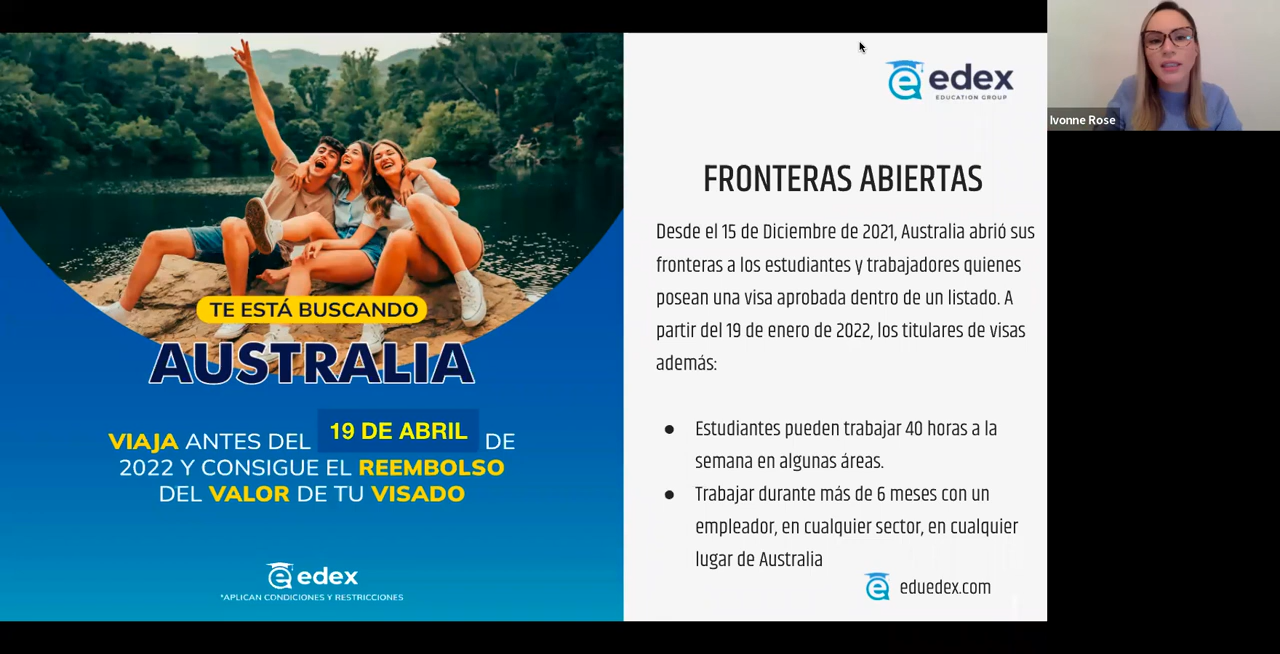 TE ESTÁ BUSCANDO
AUSTRALIA
VIAJA ANTES DEL 19 DE ABRIL DE
2022 Y CONSIGUE EL REEMBOLSO
DEL VALOR DE TU VISADO
edex
*APLICAN CONDICIONES Y RESTRICCIONES
edex
EDUCATION GROUP
FRONTERAS ABIERTAS
Desde el 15 de Diciembre de 2021, Australia abrió sus
fronteras a los estudiantes y trabajadores quienes
posean una visa aprobada dentro de un listado. A
partir del 19 de enero de 2022, los titulares de visas
además:
● Estudiantes pueden trabajar 40 horas a la
semana en algunas áreas.
● Trabajar durante más de 6 meses con un
empleador, en cualquier sector, en cualquier
lugar de Australia
eduedex.com
Ivonne Rose